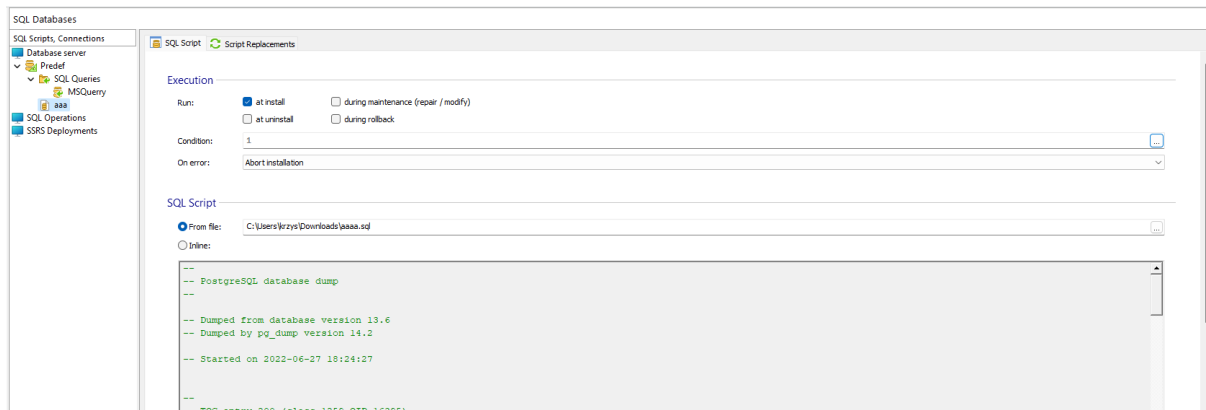 SQL Databases
SQL Scripts, Connections
Database server
Predef
SQL Queries
MSQuerry
aaa
SQL Operations
SSRS Deployments
SQL Script
Script Replacements
Execution
Run:
at install
during maintenance (repair / modify)
at uninstall
during rollback
Condition:
1
...
On error:
Abort installation
SQL Script
From file:
C:\Users\krzys\Downloads\aaaa.sql
...
Inline:
--
-- PostgreSQL database dump
--
-- Dumped from database version 13.6
-- Dumped by pg_dump version 14.2
-- Started on 2022-06-27 18:24:27
--